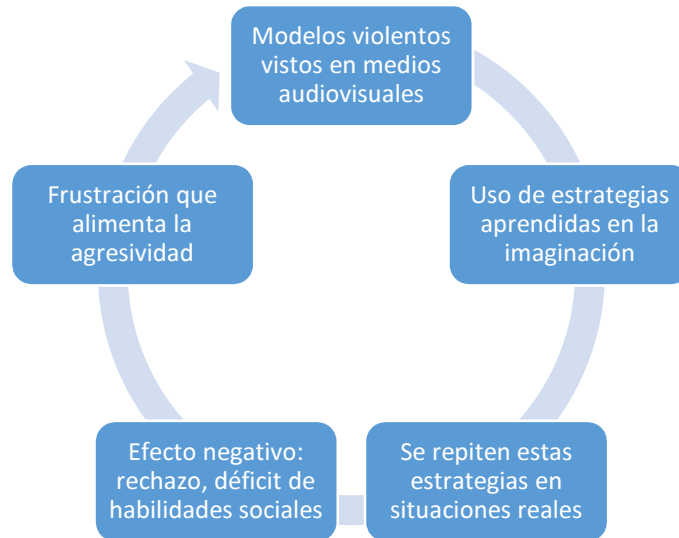 Modelos violentos
vistos en medios
audiovisuales
Uso de estrategias
aprendidas en la
imaginación
Se repiten estas
estrategias en
situaciones reales
Efecto negativo:
rechazo, déficit de
habilidades sociales
Frustración que
alimenta la
agresividad